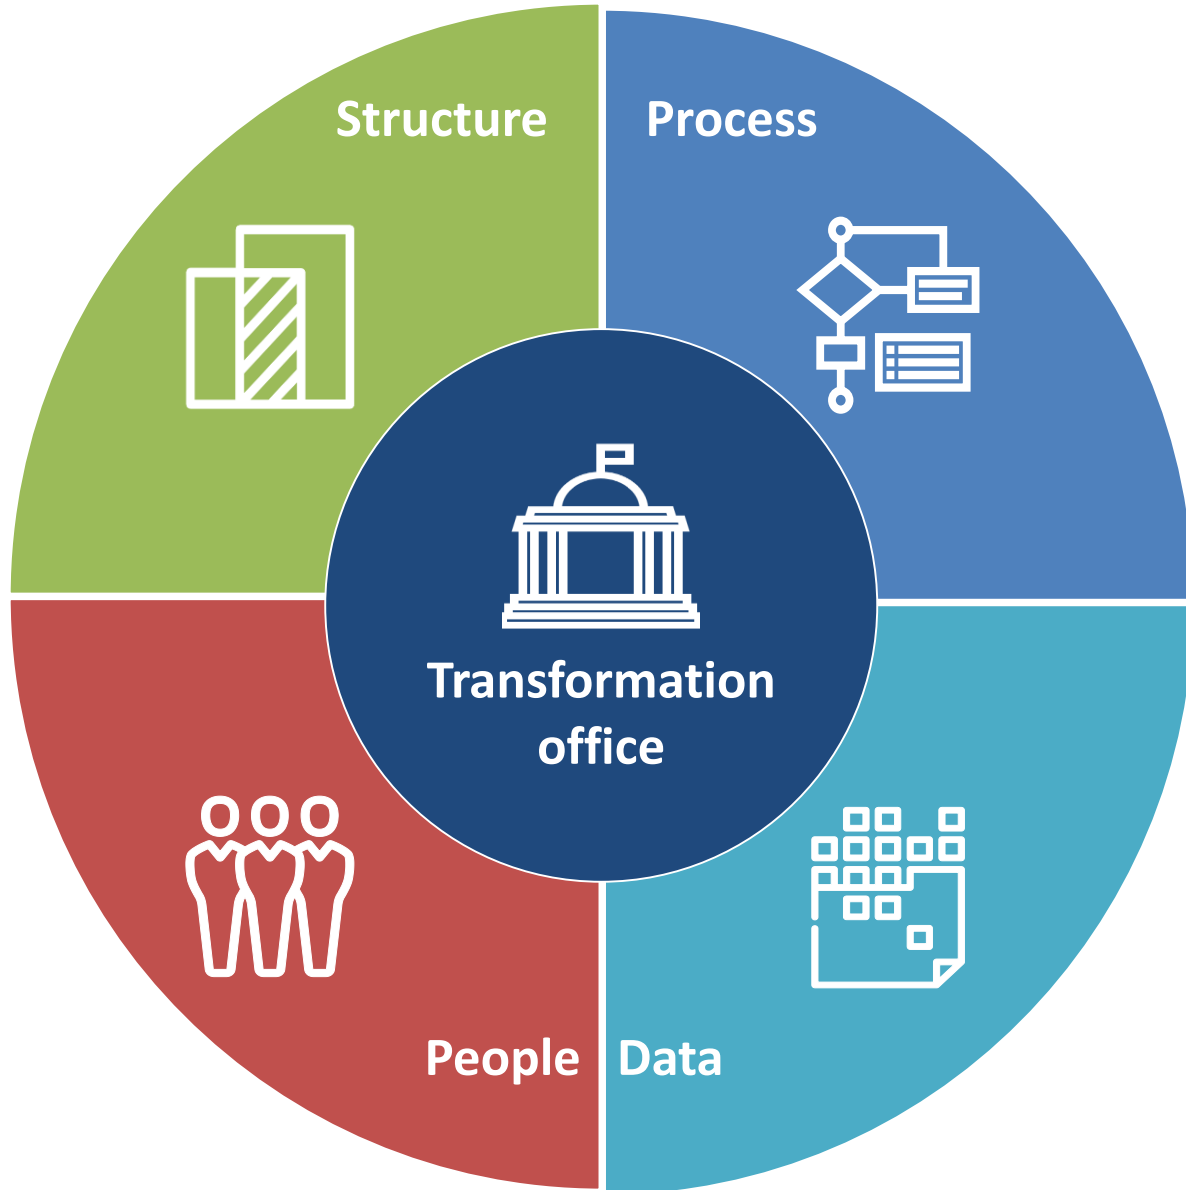 Structure
Process
Transformation
office
People
Data